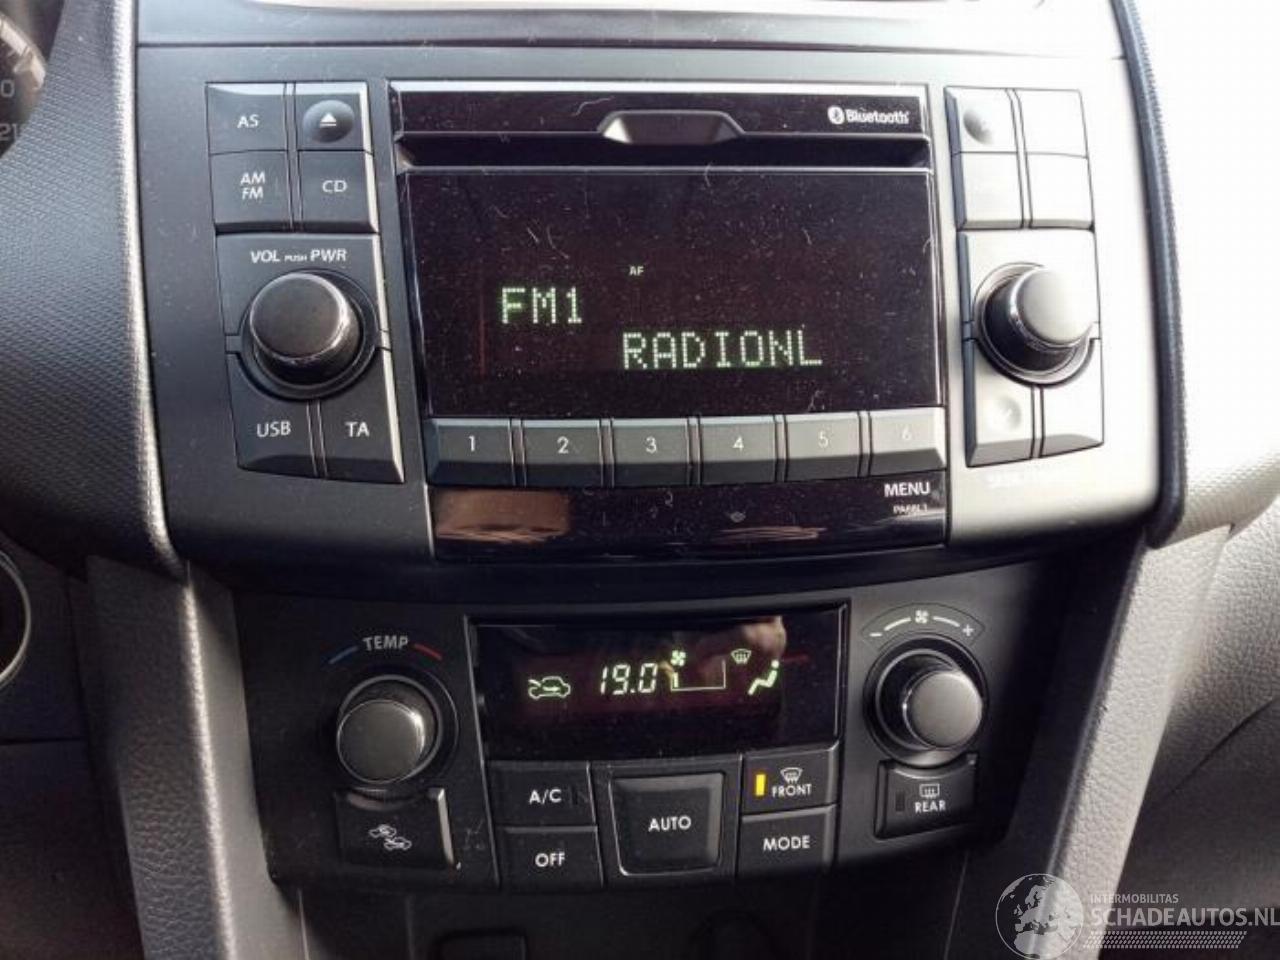 AS
Bluetooth
AM
FM
CD
VOL PUSH PWR
AF
FM1
RADIONL
USB
TA
1
2
3
4
5
6
MENU
TEMP
- +
19.0
A/C
AUTO
FRONT
REAR
OFF
MODE
INTERMOBILITAS
SCHADEAUTOS.NL